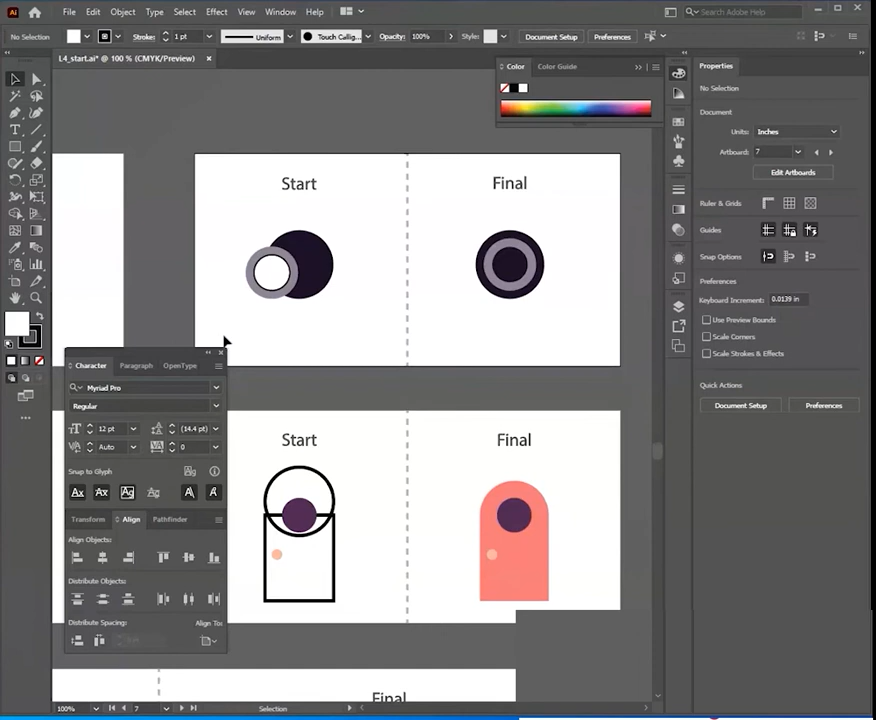 Ai File Edit Object Type Select Effect View Window Help Search Adobe Help
No Selection Stroke: 1 pt Uniform Touch Callig... Opacity: 100% Style: Document Setup Preferences
L4_start.ai* @ 100 % (CMYK/Preview) ×
Color Color Guide
Properties
No Selection
Document
Units: Inches
Artboard: 7
Edit Artboards
Ruler & Grids
Guides
Snap Options
Preferences
Keyboard Increment: 0.0139 in
Use Preview Bounds
Scale Corners
Scale Strokes & Effects
Quick Actions
Document Setup Preferences
Start Final
Character Paragraph OpenType
Myriad Pro
Regular
12 pt (14.4 pt)
Auto 0
Snap to Glyph
Transform Align Pathfinder
Align Objects:
Distribute Objects:
Distribute Spacing: Align To:
Start Final
Final
100% 7 Selection